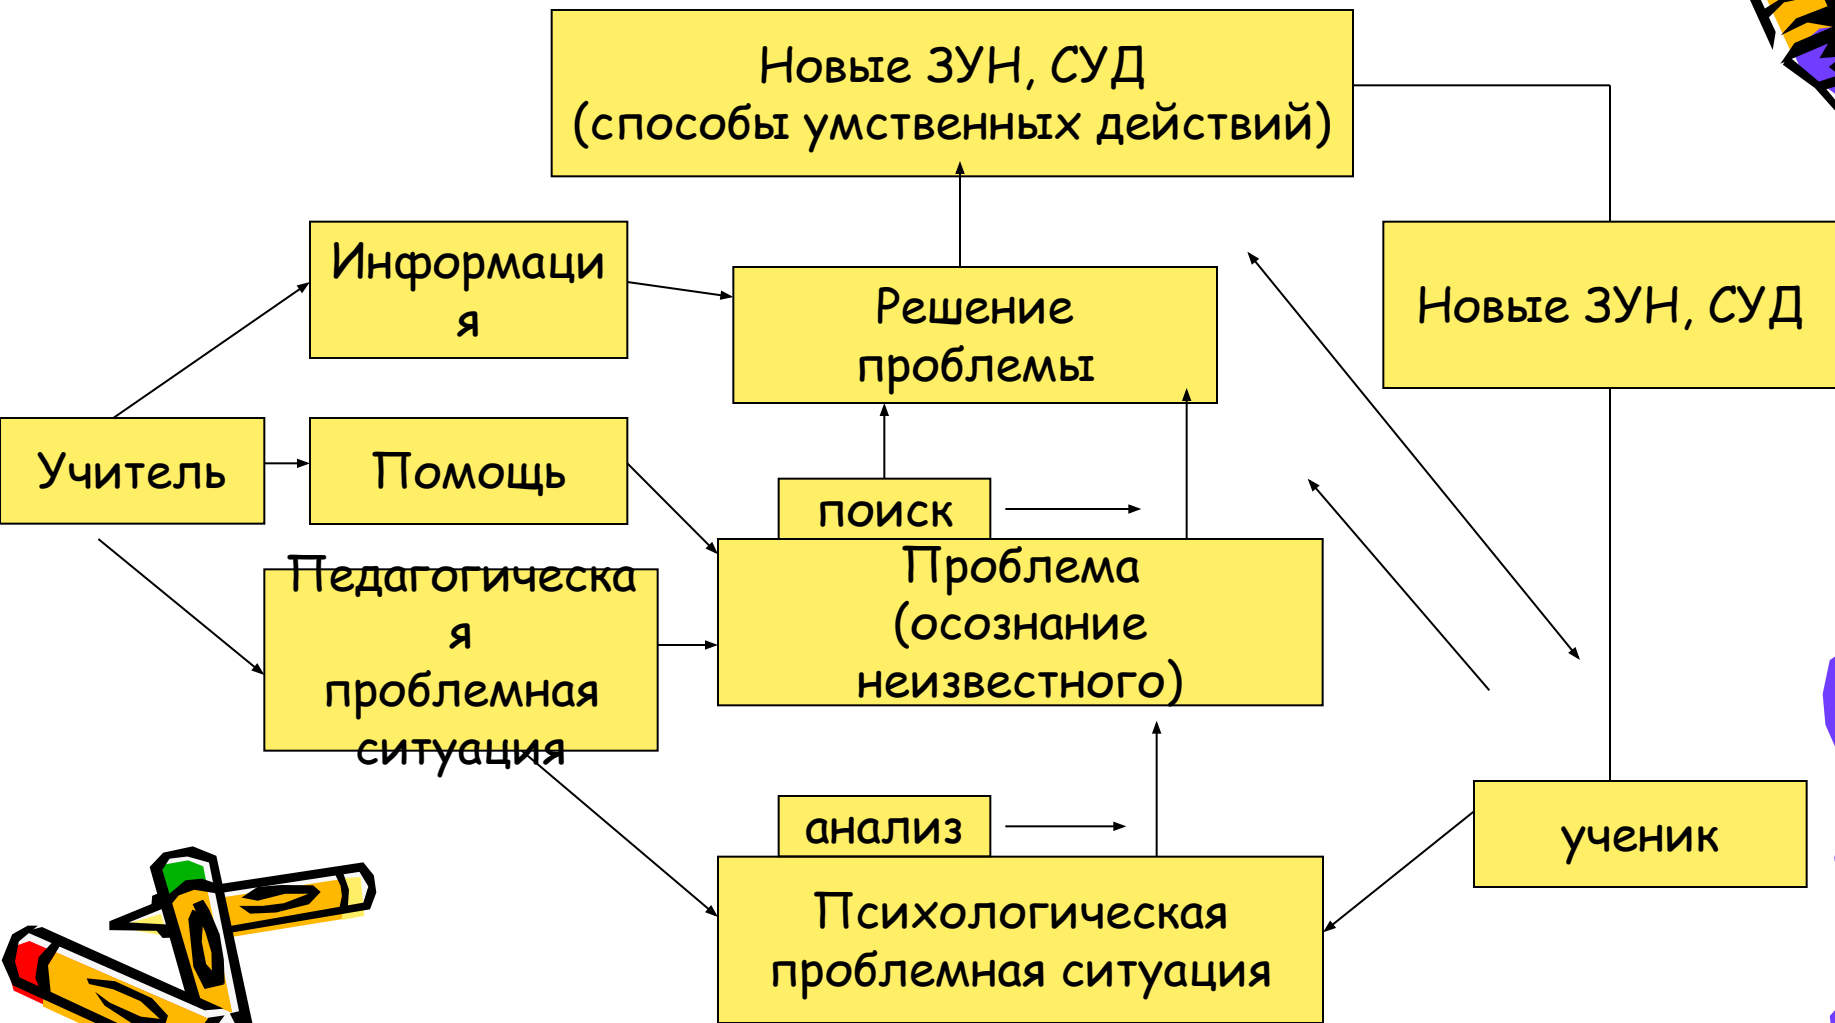 Новые ЗУН, СУД
(способы умственных действий)
Информаци
я
Решение
проблемы
Новые ЗУН, СУД
Учитель
Помощь
поиск
Педагогическа
я
проблемная
ситуация
Проблема
(осознание
неизвестного)
анализ
ученик
Психологическая
проблемная ситуация